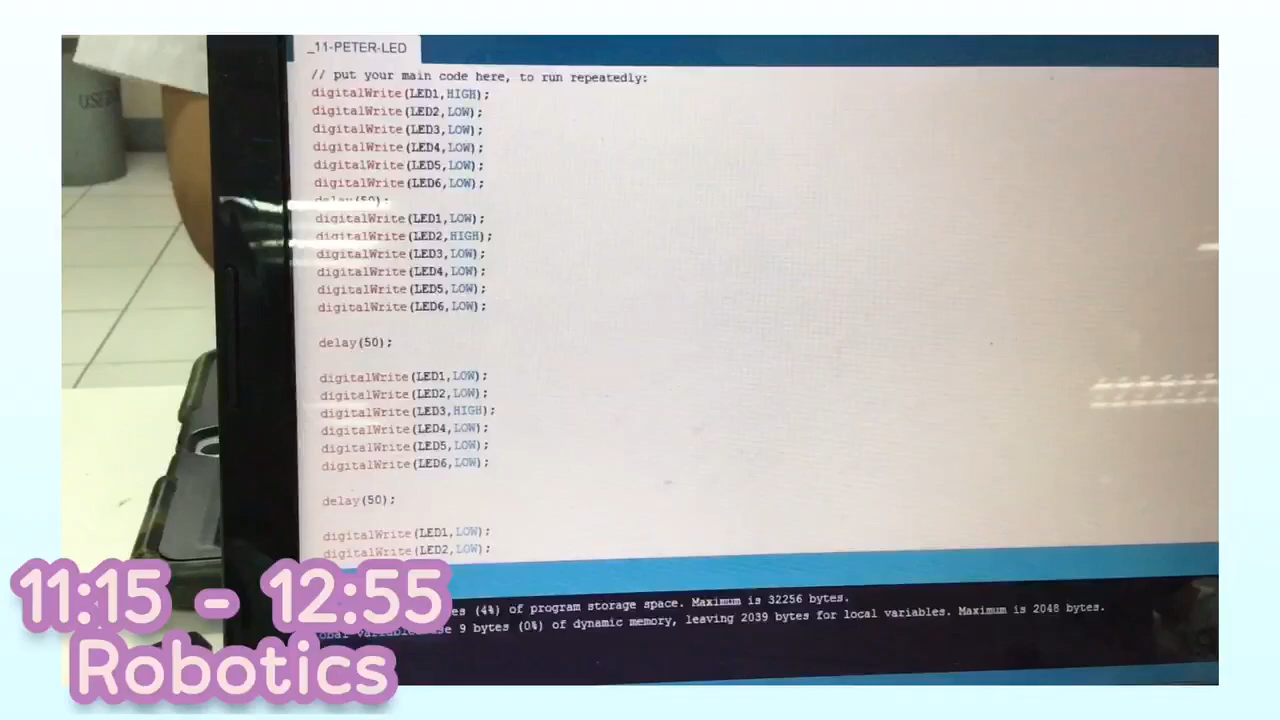 _11-PETER-LED
// put your main code here, to run repeatedly:
digitalWrite(LED1,HIGH);
digitalWrite(LED2,LOW);
digitalWrite(LED3,LOW);
digitalWrite(LED4,LOW);
digitalWrite(LED5,LOW);
digitalWrite(LED6,LOW);
delay(50);
digitalWrite(LED1,LOW);
digitalWrite(LED2,HIGH);
digitalWrite(LED3,LOW);
digitalWrite(LED4,LOW);
digitalWrite(LED5,LOW);
digitalWrite(LED6,LOW);
delay(50);
digitalWrite(LED1,LOW);
digitalWrite(LED2,LOW);
digitalWrite(LED3,HIGH);
digitalWrite(LED4,LOW);
digitalWrite(LED5,LOW);
digitalWrite(LED6,LOW);
delay(50);
digitalWrite(LED1,LOW);
digitalWrite(LED2,LOW);
(4%) of program storage space. Maximum is 32256 bytes.
9 bytes (0%) of dynamic memory, leaving 2039 bytes for local variables. Maximum is 2048 bytes.
11:15 - 12:55
Robotics